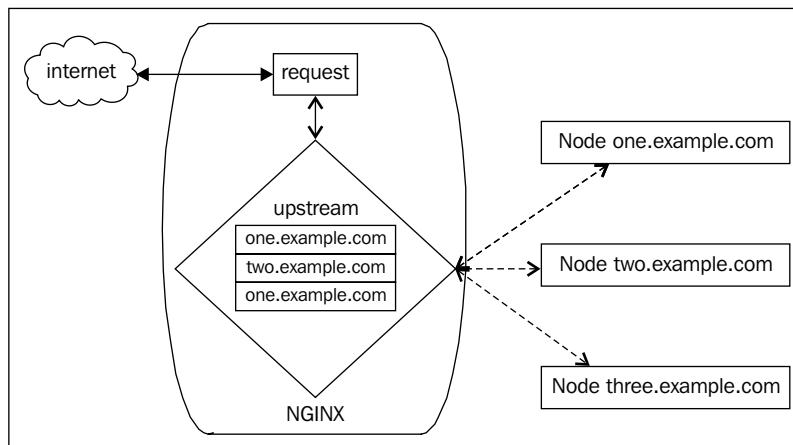 internet
request
upstream
one.example.com
two.example.com
one.example.com
NGINX
Node one.example.com
Node two.example.com
Node three.example.com